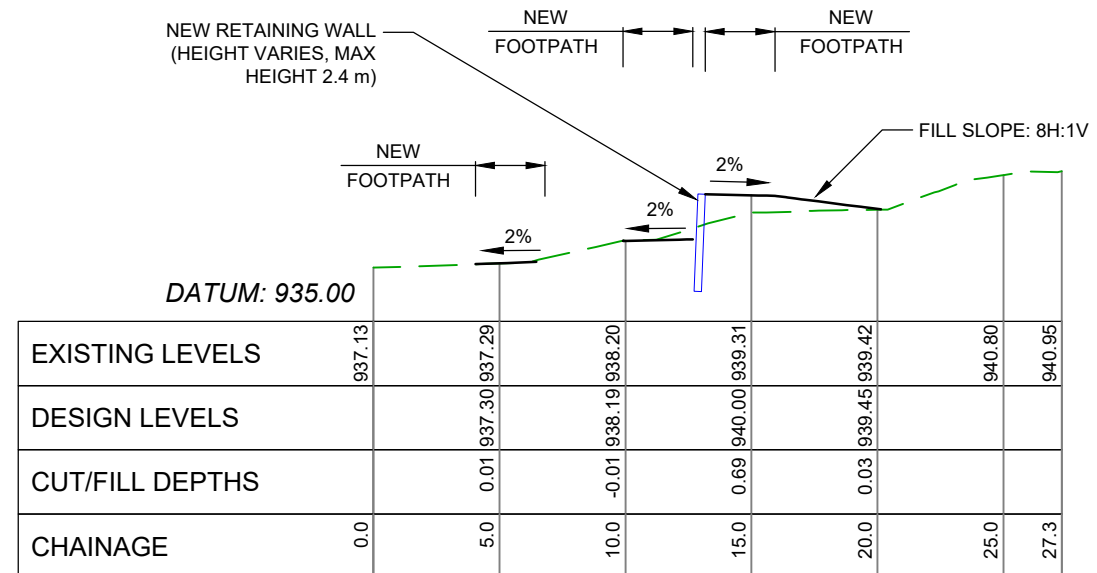 NEW RETAINING WALL
(HEIGHT VARIES, MAX
HEIGHT 2.4 m)
NEW
FOOTPATH
NEW
FOOTPATH
FILL SLOPE: 8H:1V
NEW
FOOTPATH
2%
2%
2%
DATUM: 935.00
EXISTING LEVELS 937.13 937.29 938.20 939.31 939.42 940.80 940.95
DESIGN LEVELS 937.30 938.19 940.00 939.45
CUT/FILL DEPTHS 0.01 -0.01 0.69 0.03
CHAINAGE 0.0 5.0 10.0 15.0 20.0 25.0 27.3